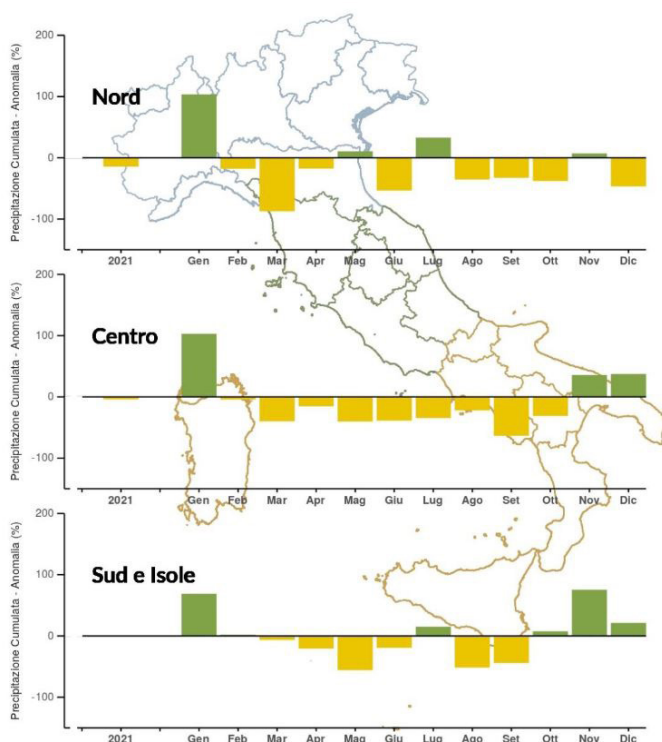 Precipitazione Cumulata - Anomalia (%)
200
100
0
-100
Nord
2021 Gen Feb Mar Apr Mag Giu Lug Ago Set Ott Nov Dic
Precipitazione Cumulata - Anomalia (%)
200
100
0
-100
Centro
2021 Gen Feb Mar Apr Mag Giu Lug Ago Set Ott Nov Dic
Precipitazione Cumulata - Anomalia (%)
200
100
0
-100
Sud e Isole
2021 Gen Feb Mar Apr Mag Giu Lug Ago Set Ott Nov Dic